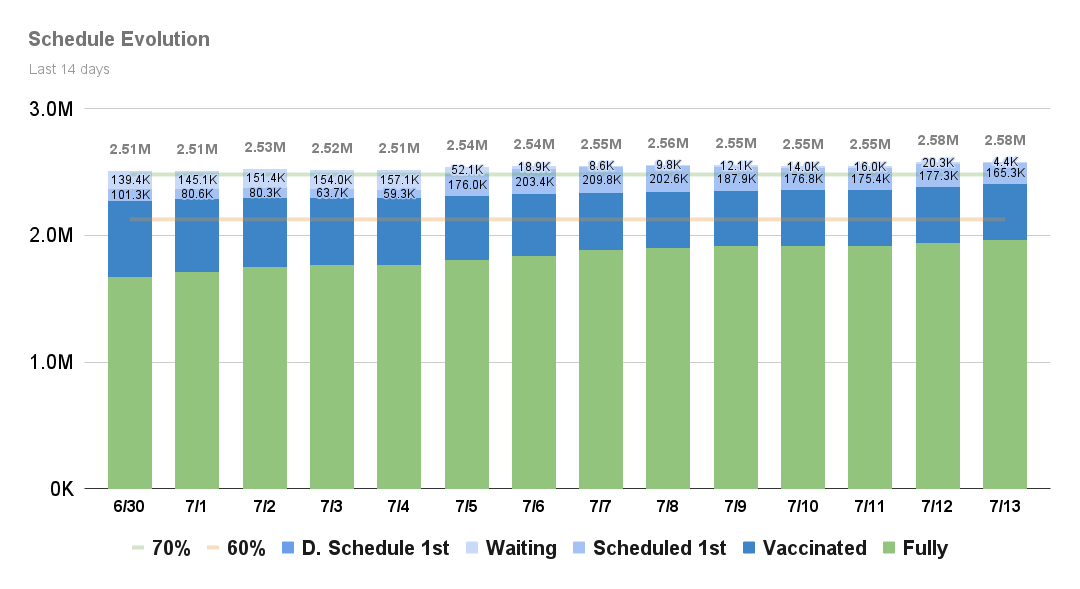 Schedule Evolution
Last 14 days
3.0M
2.51M 2.51M 2.53M 2.52M 2.51M 2.54M 2.54M 2.55M 2.56M 2.55M 2.55M 2.55M 2.58M 2.58M
139.4K 145.1K 151.4K 154.0K 157.1K 52.1K 18.9K 8.6K 9.8K 12.1K 14.0K 16.0K 20.3K 4.4K
101.3K 80.6K 80.3K 63.7K 59.3K 176.0K 203.4K 209.8K 202.6K 187.9K 176.8K 175.4K 177.3K 165.3K
2.0M
1.0M
0K
6/30 7/1 7/2 7/3 7/4 7/5 7/6 7/7 7/8 7/9 7/10 7/11 7/12 7/13
70% 60% D. Schedule 1st Waiting Scheduled 1st Vaccinated Fully